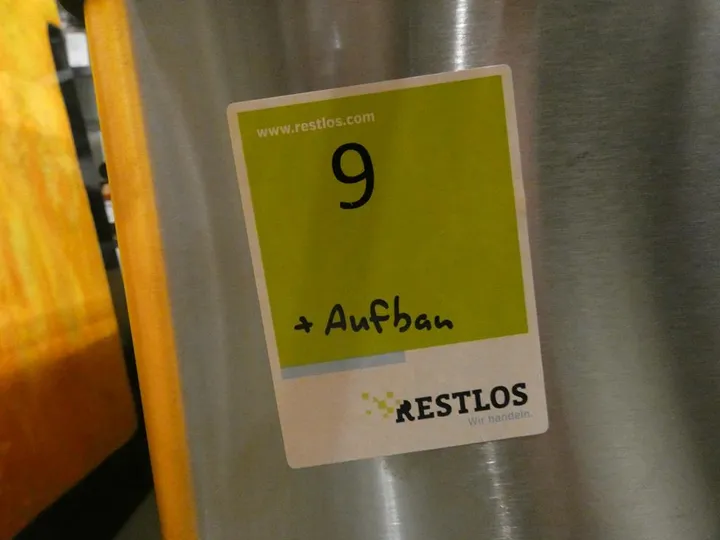 www.restlos.com
9
+ Aufbau
RESTLOS
Wir handeln.